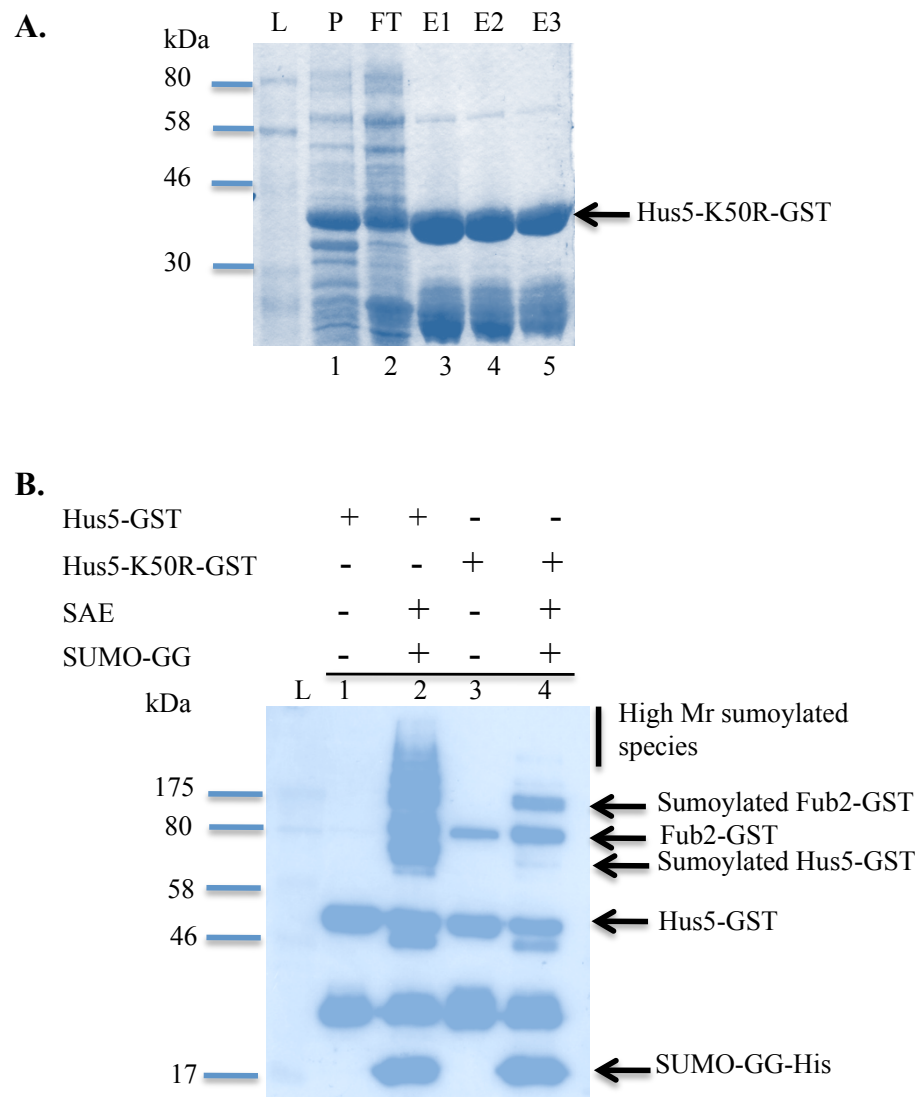 A.
L P FT E1 E2 E3
kDa
80
58
46
30
Hus5-K50R-GST
1 2 3 4 5
B.
Hus5-GST + + - -
Hus5-K50R-GST - - + +
SAE - + - +
SUMO-GG - + - +
kDa
L 1 2 3 4
High Mr sumoylated
species
175
Sumoylated Fub2-GST
80
Fub2-GST
Sumoylated Hus5-GST
58
Hus5-GST
46
17
SUMO-GG-His